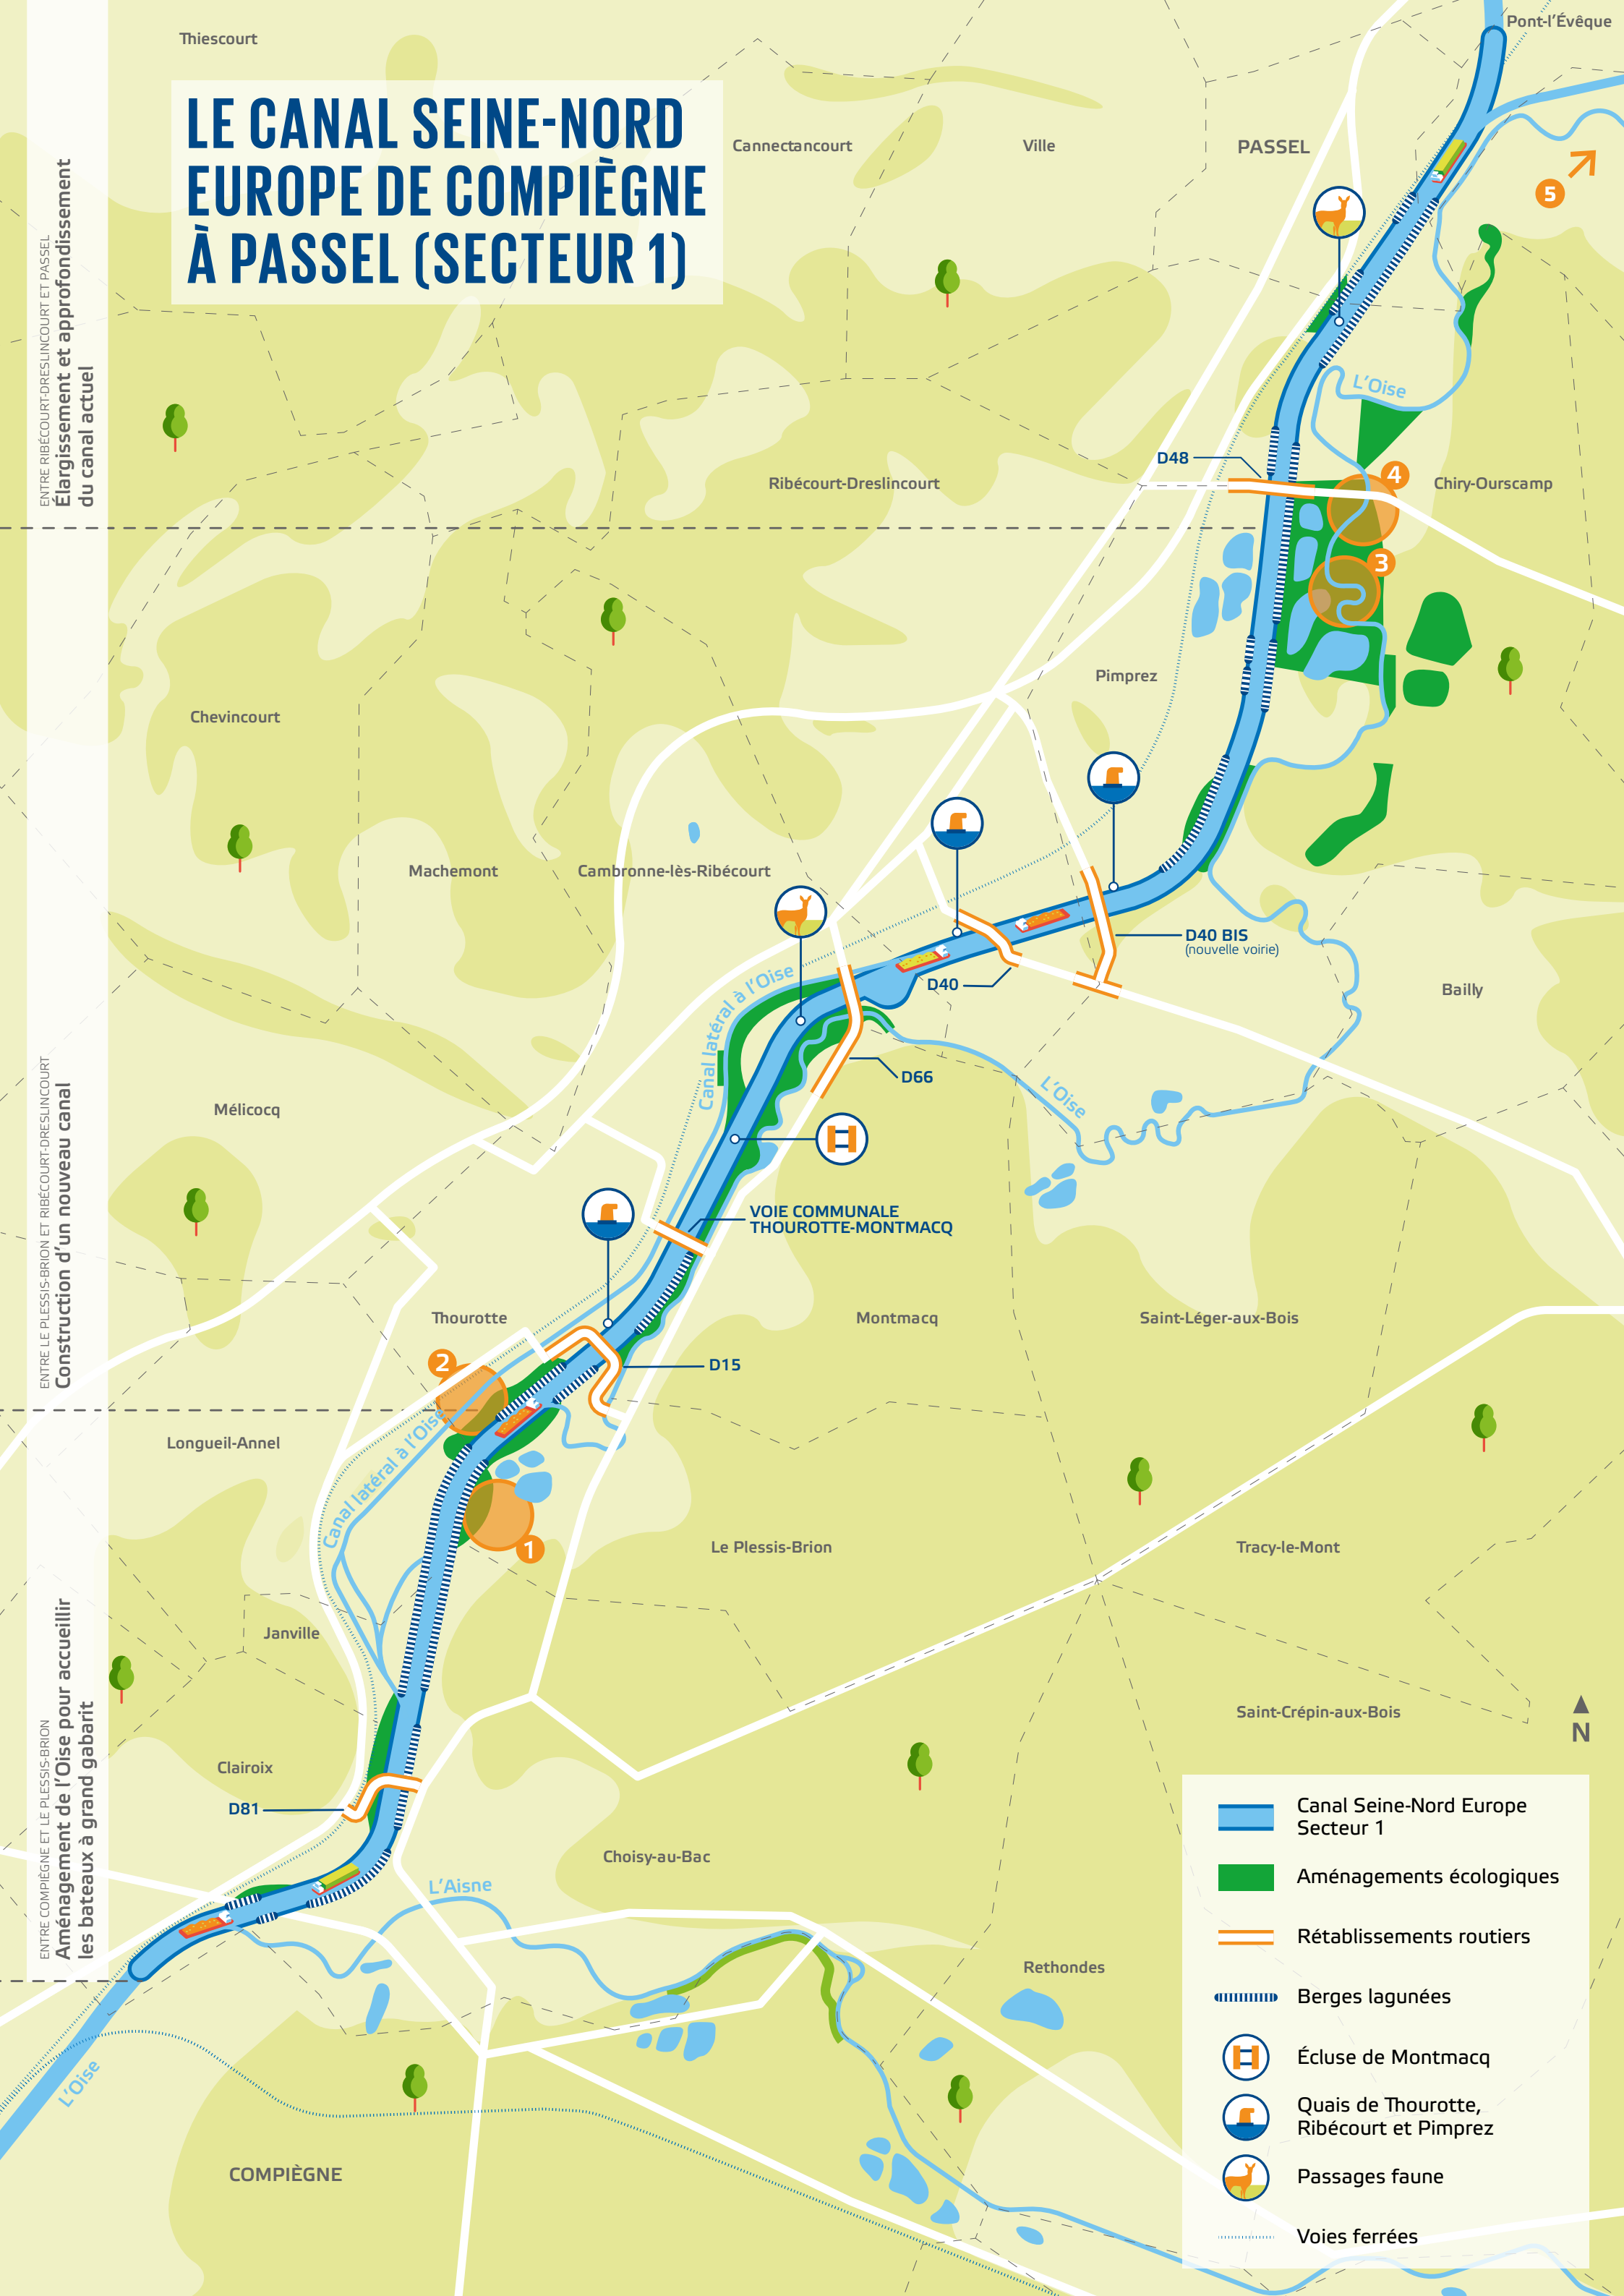 Thiescourt
Pont-l'Évêque
LE CANAL SEINE-NORD
EUROPE DE COMPIÈGNE
À PASSEL (SECTEUR 1)
Cannectancourt
Ville
PASSEL
5
ENTRE RIBÉCOURT-DRESLINCOURT ET PASSEL
Élargissement et approfondissement
du canal actuel
L'Oise
D48
4
Ribécourt-Dreslincourt
Chiry-Ourscamp
3
Pimprez
Chevincourt
Machemont
Cambronne-lès-Ribécourt
D40 BIS
(nouvelle voirie)
D40
Bailly
Canal latéral à l'Oise
D66
L'Oise
Mélicocq
ENTRE LE PLESSIS-BRION ET RIBÉCOURT-DRESLINCOURT
Construction d'un nouveau canal
VOIE COMMUNALE
THOUROTTE-MONTMACQ
Thourotte
Montmacq
Saint-Léger-aux-Bois
2
D15
Longueil-Annel
Canal latéral à l'Oise
1
Le Plessis-Brion
Tracy-le-Mont
Janville
ENTRE COMPIÈGNE ET LE PLESSIS-BRION
Aménagement de l'Oise pour accueillir
les bateaux à grand gabarit
Saint-Crépin-aux-Bois
N
Clairoix
D81
Choisy-au-Bac
L'Aisne
Rethondes
L'Oise
COMPIÈGNE
Canal Seine-Nord Europe
Secteur 1
Aménagements écologiques
Rétablissements routiers
Berges lagunées
Écluse de Montmacq
Quais de Thourotte,
Ribécourt et Pimprez
Passages faune
Voies ferrées